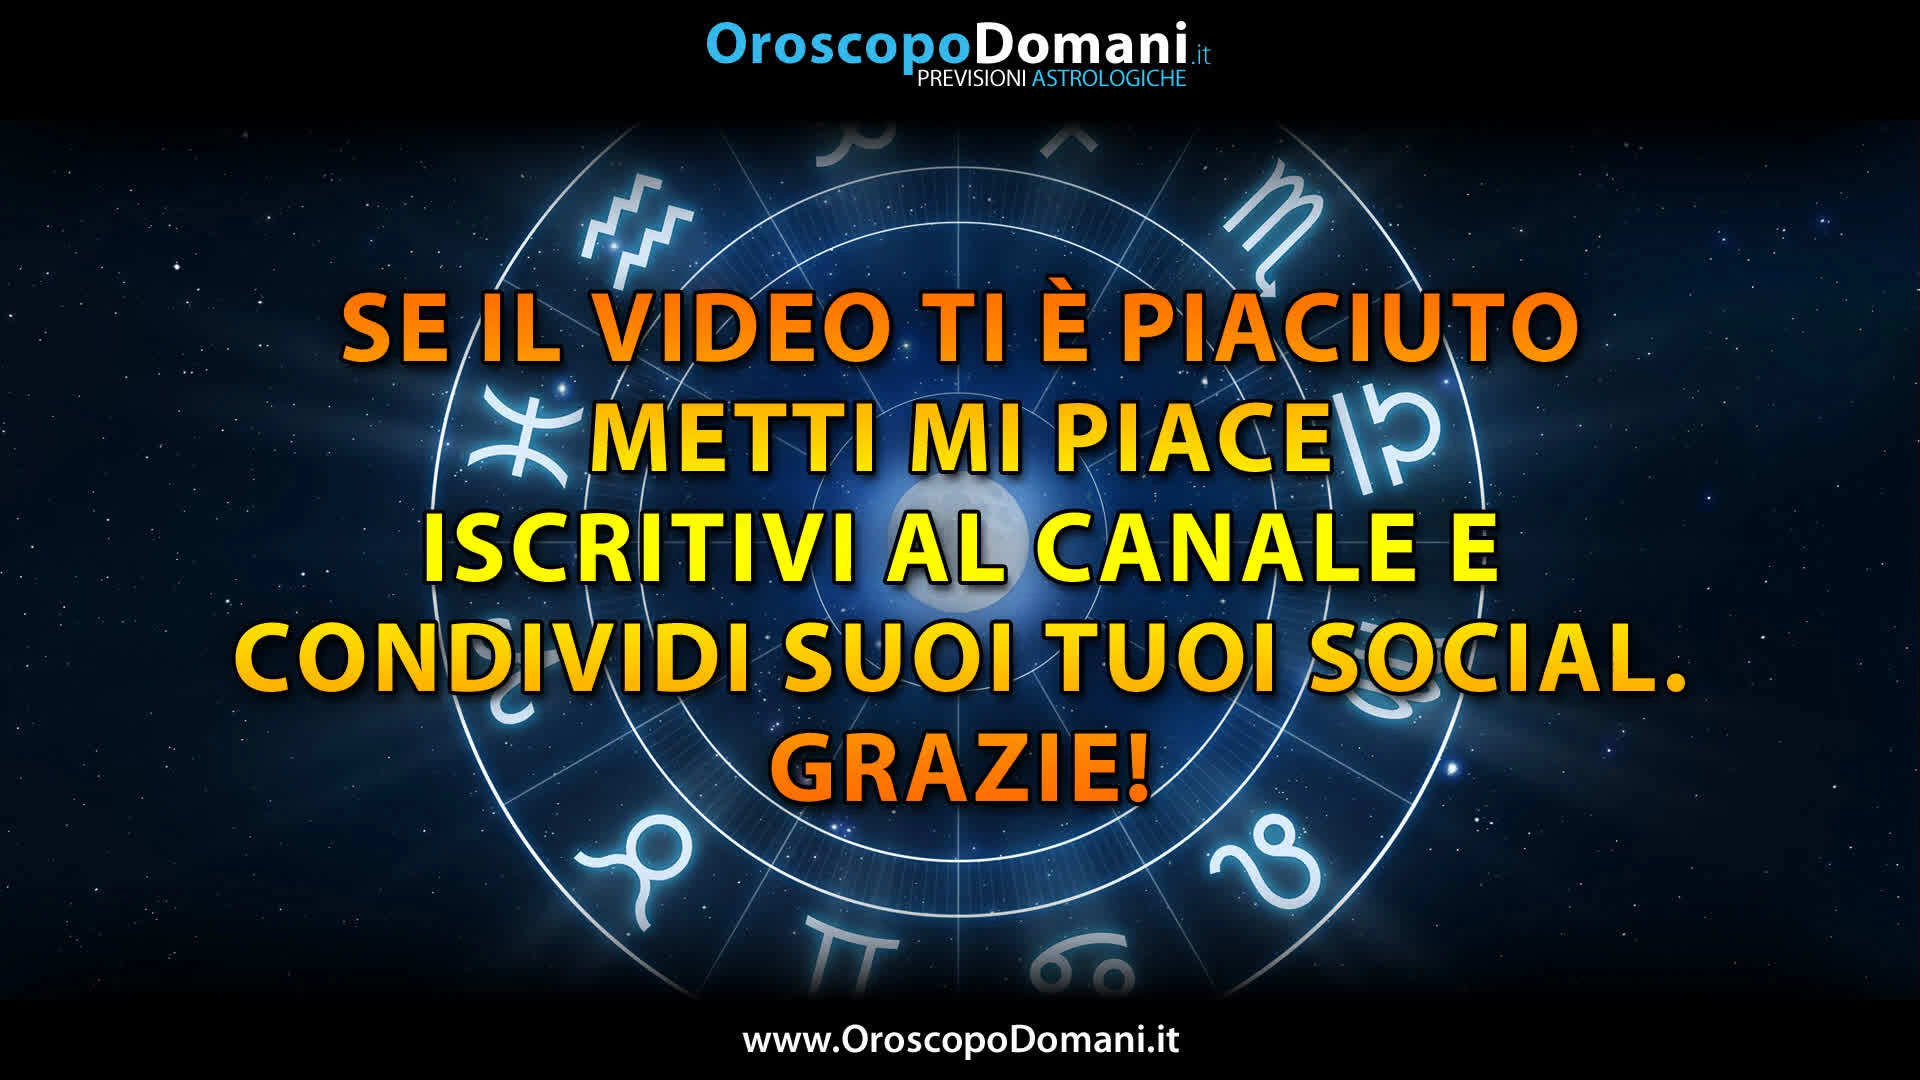 OroscopoDomani.it
PREVISIONI ASTROLOGICHE
SE IL VIDEO TI È PIACIUTO
METTI MI PIACE
ISCRITIVI AL CANALE E
CONDIVIDI SUOI TUOI SOCIAL.
GRAZIE!
www.OroscopoDomani.it